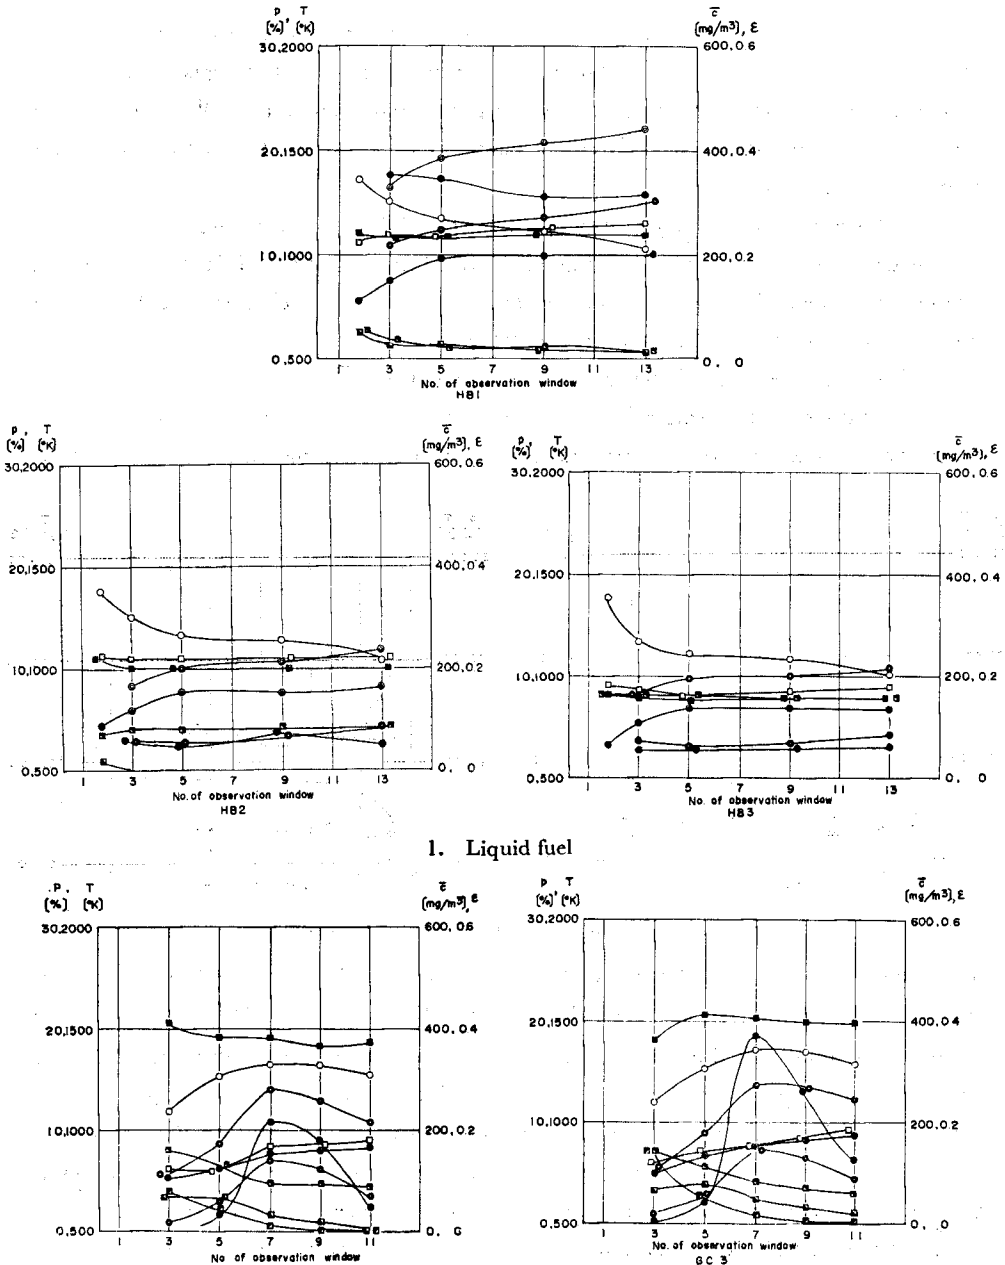 P T c̄
(%), (°K) (mg/m³), ε
30,2000 600,0.6
20,1500 400,0.4
10,1000 200,0.2
0,500 0, 0
1 3 5 7 9 11 13
No. of observation window
HB1
P, T c̄
(%) (°K) (mg/m³), ε
30,2000 600,0.6
20,1500 400,0.4
10,1000 200,0.2
0,500 0, 0
1 3 5 7 9 11 13
No. of observation window
HB2
P, T c̄
(%) (°K) (mg/m³), ε
30,2000 600,0.6
20,1500 400,0.4
10,1000 200,0.2
0,500 0, 0
1 3 5 7 9 11 13
No. of observation window
HB3
1. Liquid fuel
P, T c̄
(%) (°K) (mg/m³), ε
30,2000 600,0.6
20,1500 400,0.4
10,1000 200,0.2
0,500 0, 0
1 3 5 7 9 11
No of observation window
P T c̄
(%), (°K) (mg/m³), ε
30,2000 600,0.6
20,1500 400,0.4
10,1000 200,0.2
0,500 0, 0
1 3 5 7 9 11
No. of observation window
GC 3